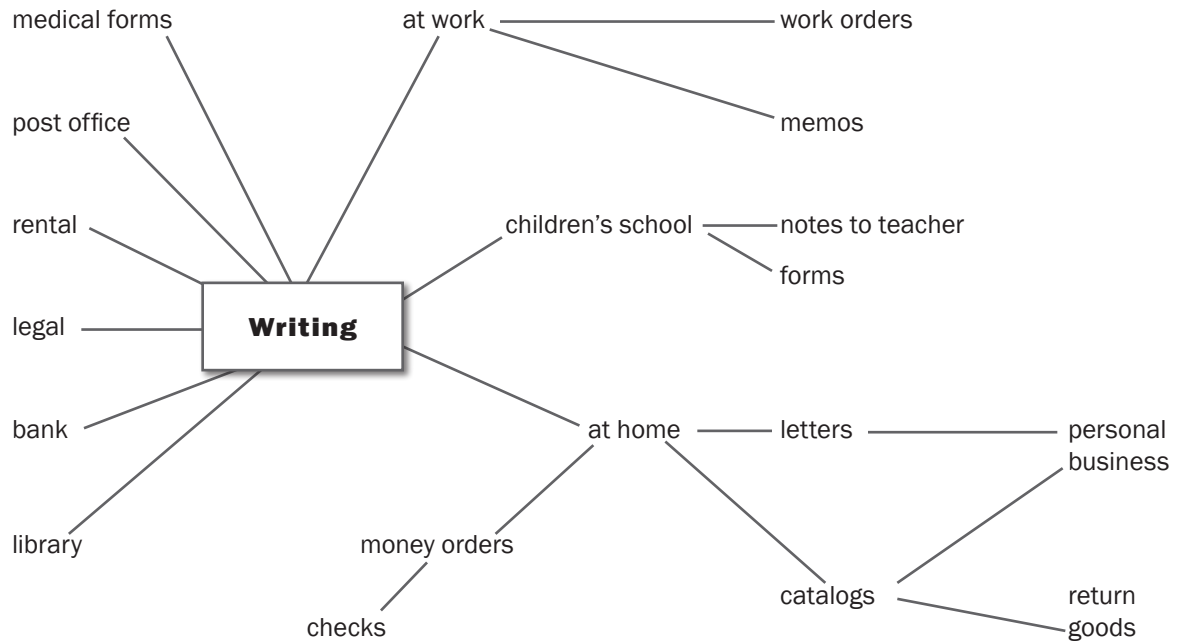 medical forms
at work
work orders
post office
memos
rental
children’s school
notes to teacher
forms
legal
Writing
bank
at home
letters
personal
business
library
money orders
catalogs
return
goods
checks